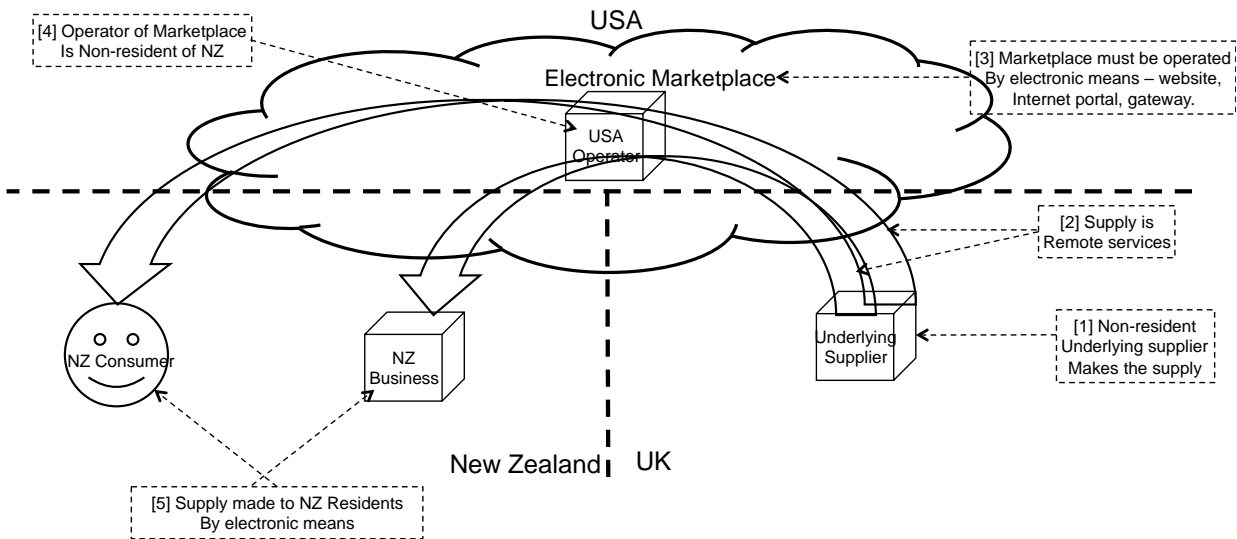 USA
[4] Operator of Marketplace
Is Non-resident of NZ
Electronic Marketplace
[3] Marketplace must be operated
By electronic means – website,
Internet portal, gateway.
USA
Operator
[2] Supply is
Remote services
NZ Consumer
NZ
Business
Underlying
Supplier
[1] Non-resident
Underlying supplier
Makes the supply
New Zealand
UK
[5] Supply made to NZ Residents
By electronic means